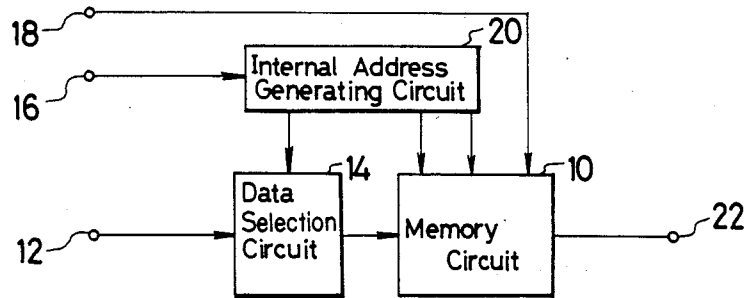 18
20
Internal Address
Generating Circuit
16
14
10
Data
Selection
Circuit
Memory
Circuit
12
22